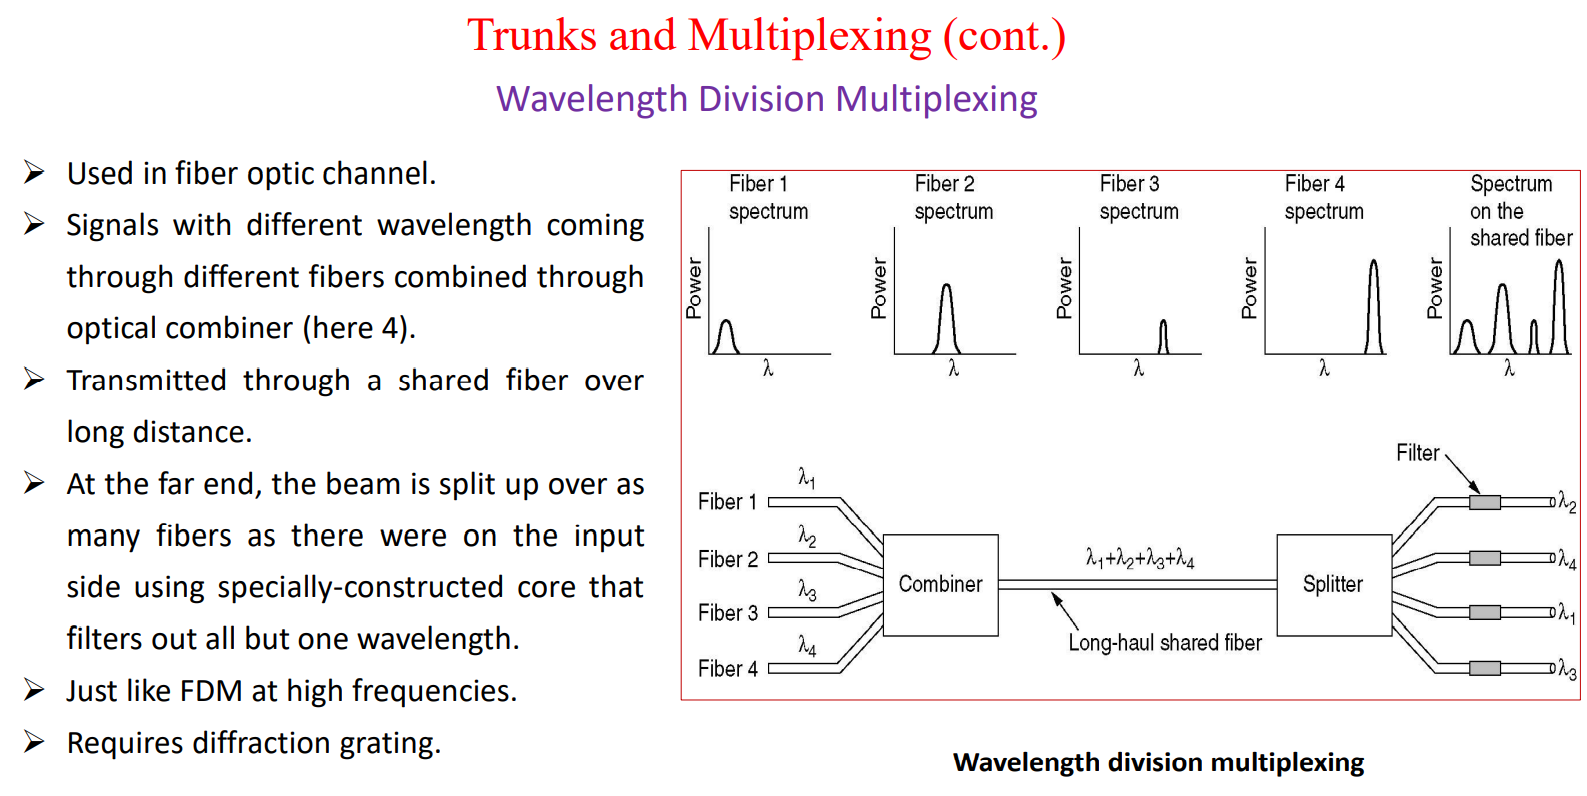 Trunks and Multiplexing (cont.)
Wavelength Division Multiplexing
➢ Used in fiber optic channel.
➢ Signals with different wavelength coming
through different fibers combined through
optical combiner (here 4).
➢ Transmitted through a shared fiber over
long distance.
➢ At the far end, the beam is split up over as
many fibers as there were on the input
side using specially-constructed core that
filters out all but one wavelength.
➢ Just like FDM at high frequencies.
➢ Requires diffraction grating.
Fiber 1
spectrum
Power
λ
Fiber 2
spectrum
Power
λ
Fiber 3
spectrum
Power
λ
Fiber 4
spectrum
Power
λ
Spectrum
on the
shared fiber
Power
λ
Fiber 1
λ₁
Fiber 2
λ₂
Fiber 3
λ₃
Fiber 4
λ₄
Combiner
λ₁+λ₂+λ₃+λ₄
Long-haul shared fiber
Splitter
Filter
λ₂
λ₄
λ₁
λ₃
Wavelength division multiplexing